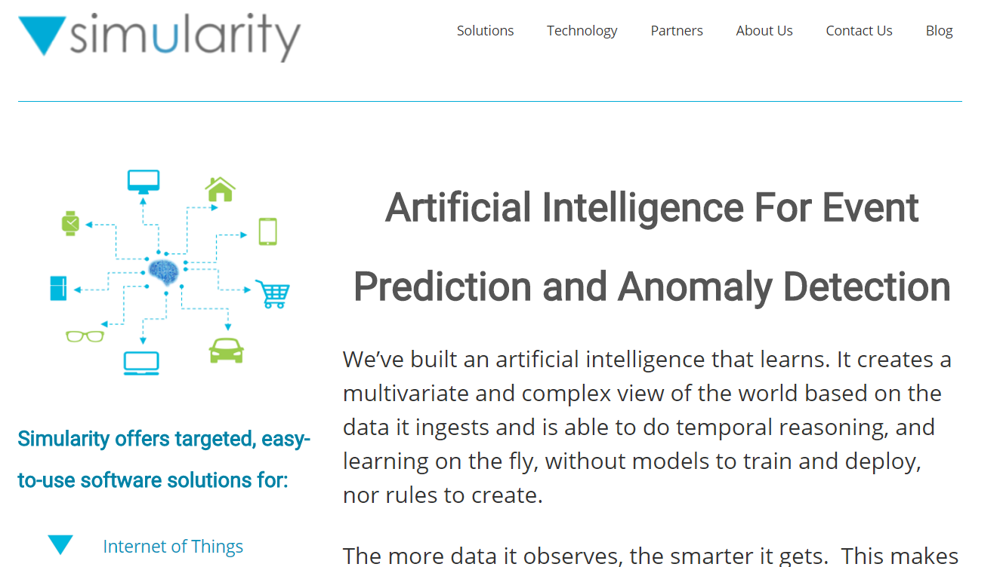 simularity
Solutions Technology Partners About Us Contact Us Blog
Artificial Intelligence For Event
Prediction and Anomaly Detection
We’ve built an artificial intelligence that learns. It creates a
multivariate and complex view of the world based on the
data it ingests and is able to do temporal reasoning, and
learning on the fly, without models to train and deploy,
nor rules to create.
The more data it observes, the smarter it gets.  This makes
Simularity offers targeted, easy-
to-use software solutions for:
Internet of Things